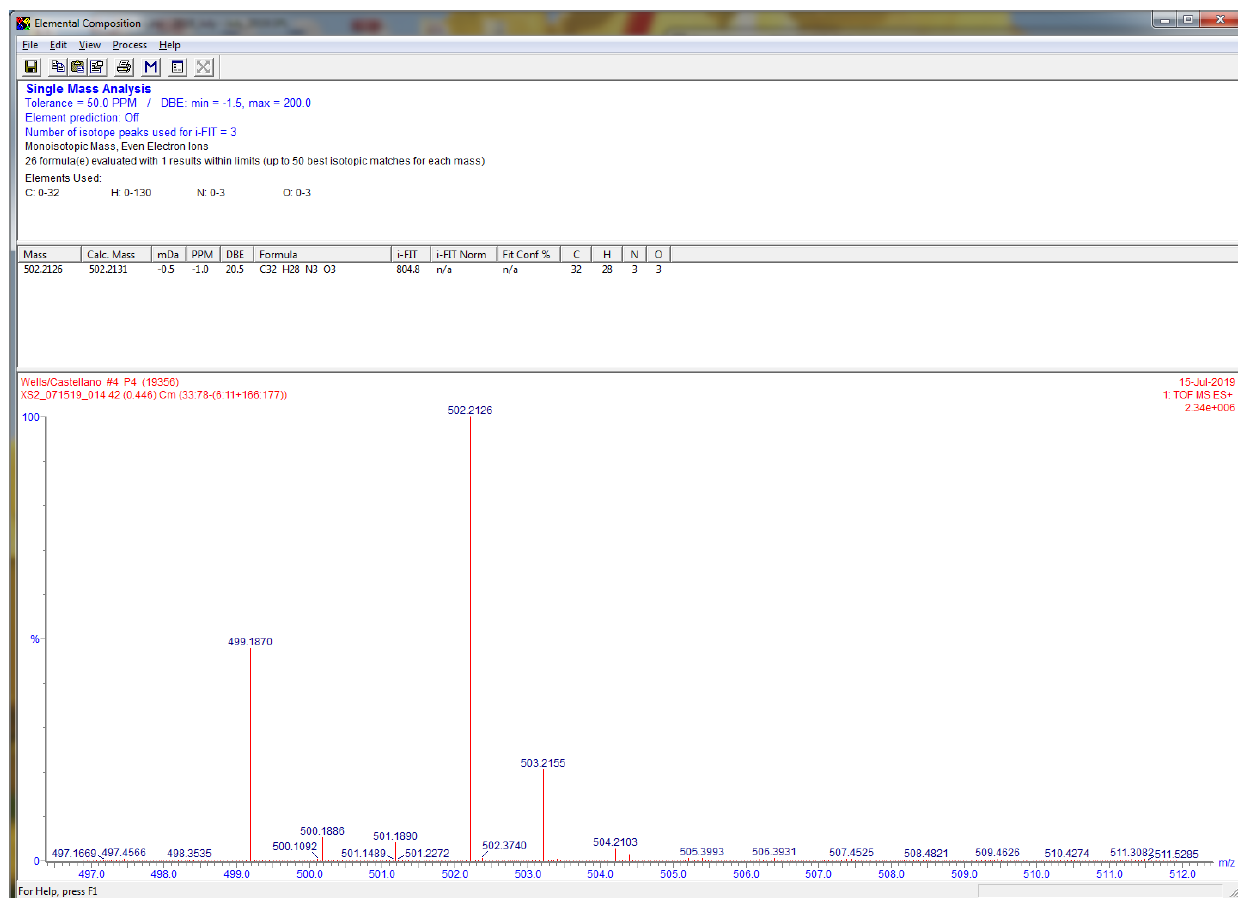 Elemental Composition
File Edit View Process Help
Single Mass Analysis
Tolerance = 50.0 PPM / DBE: min = -1.5, max = 200.0
Element prediction: Off
Number of isotope peaks used for i-FIT = 3
Monoisotopic Mass, Even Electron Ions
26 formula(e) evaluated with 1 results within limits (up to 50 best isotopic matches for each mass)
Elements Used:
C: 0-32 H: 0-130 N: 0-3 O: 0-3
Mass Calc. Mass mDa PPM DBE Formula i-FIT i-FIT Norm Fit Conf % C H N O
502.2126 502.2131 -0.5 -1.0 20.5 C32 H28 N3 O3 804.8 n/a n/a 32 28 3 3
Wells/Castellano #4 P4 (19356) 15-Jul-2019
XS2_071519_014 42 (0.446) Cm (33:78-(6:11+166:177)) 1: TOF MS ES+
2.34e+006
100
502.2126
%
499.1870
503.2155
500.1886
501.1890
504.2103
500.1092
502.3740
497.1669 497.4566 498.3535 501.1489 501.2272 505.3993 506.3931 507.4525 508.4821 509.4626 510.4274 511.3082 511.5285
0
m/z
497.0 498.0 499.0 500.0 501.0 502.0 503.0 504.0 505.0 506.0 507.0 508.0 509.0 510.0 511.0 512.0
For Help, press F1